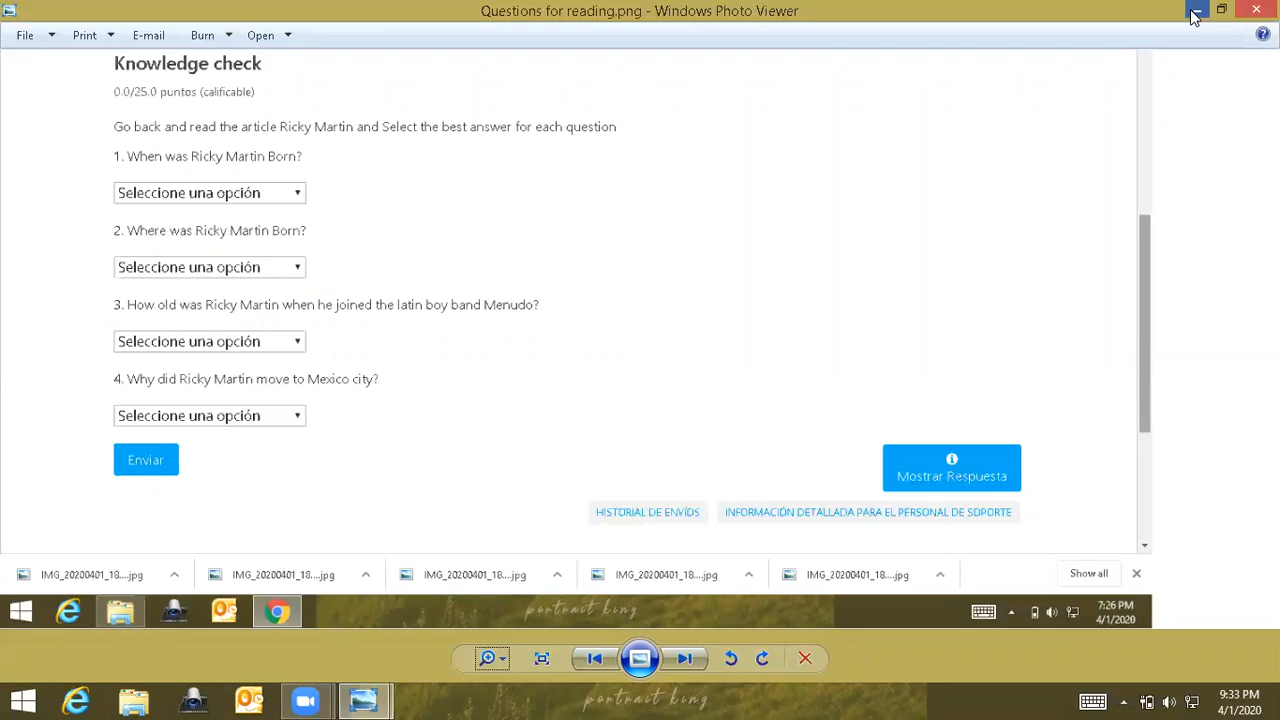 Questions for reading.png - Windows Photo Viewer
File Print E-mail Burn Open
Knowledge check
0.0/25.0 puntos (calificable)
Go back and read the article Ricky Martin and Select the best answer for each question
1. When was Ricky Martin Born?
Seleccione una opción
2. Where was Ricky Martin Born?
Seleccione una opción
3. How old was Ricky Martin when he joined the latin boy band Menudo?
Seleccione una opción
4. Why did Ricky Martin move to Mexico city?
Seleccione una opción
Enviar
Mostrar Respuesta
HISTORIAL DE ENVÍOS INFORMACIÓN DETALLADA PARA EL PERSONAL DE SOPORTE
IMG_20200401_18....jpg IMG_20200401_18....jpg IMG_20200401_18....jpg IMG_20200401_18....jpg IMG_20200401_18....jpg Show all
portrait king
7:26 PM
4/1/2020
portrait king
9:33 PM
4/1/2020